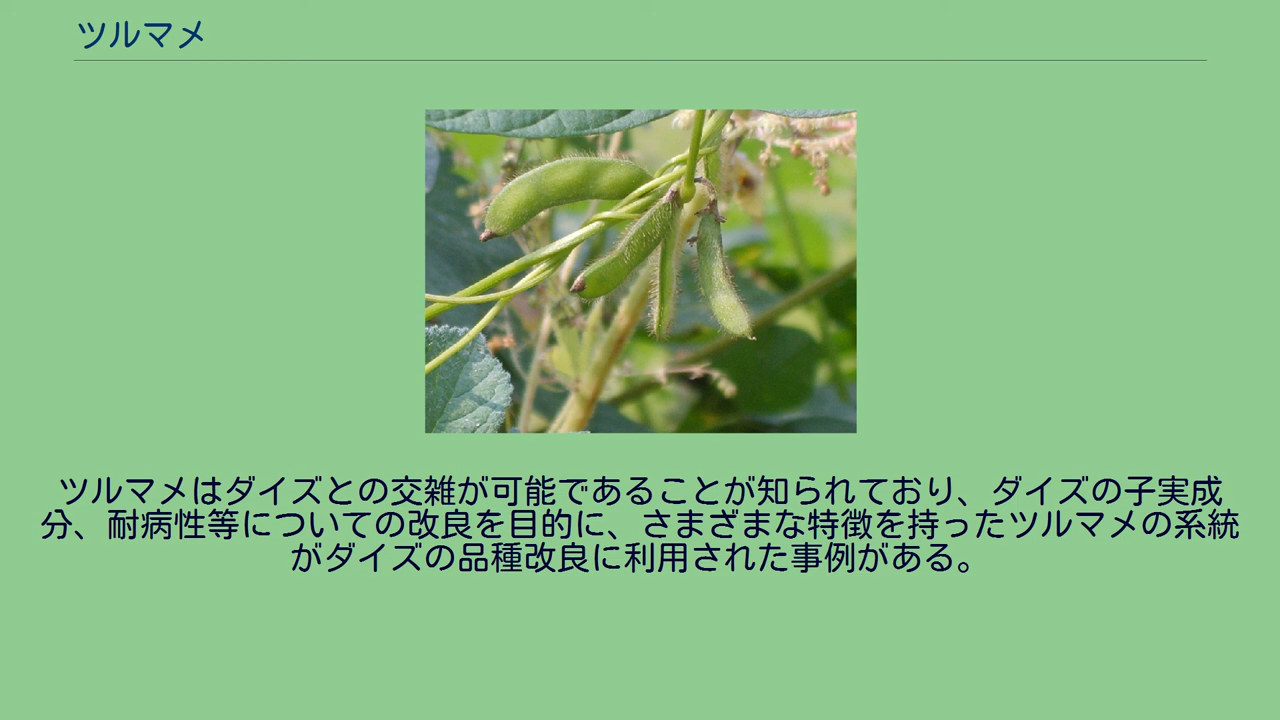 ツルマメ
ツルマメはダイズとの交雑が可能であることが知られており、ダイズの子実成
分、耐病性等についての改良を目的に、さまざまな特徴を持ったツルマメの系統
がダイズの品種改良に利用された事例がある。